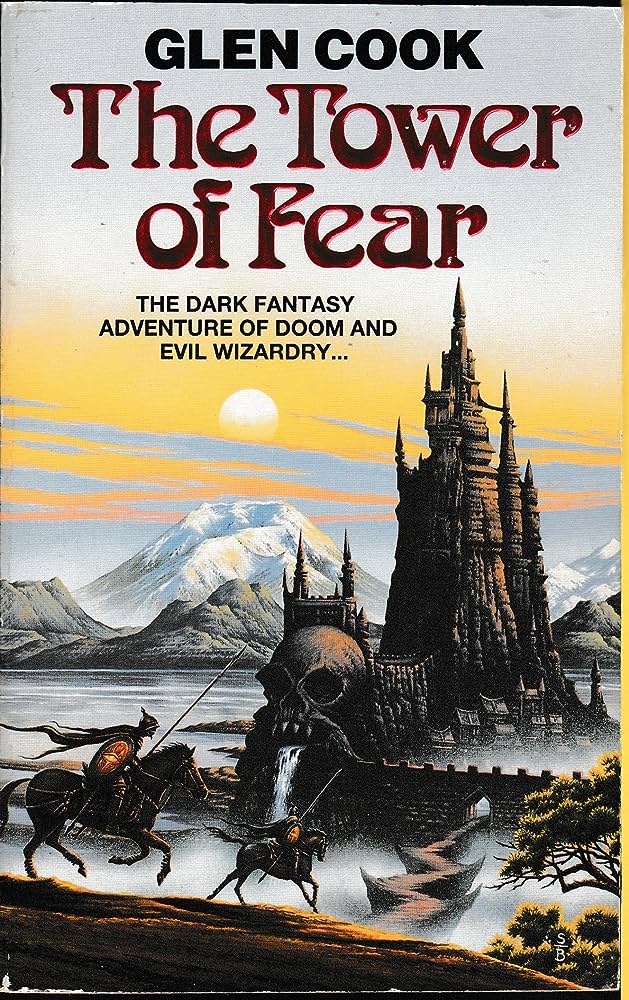 GLEN COOK
The Tower
of Fear
THE DARK FANTASY
ADVENTURE OF DOOM AND
EVIL WIZARDRY...